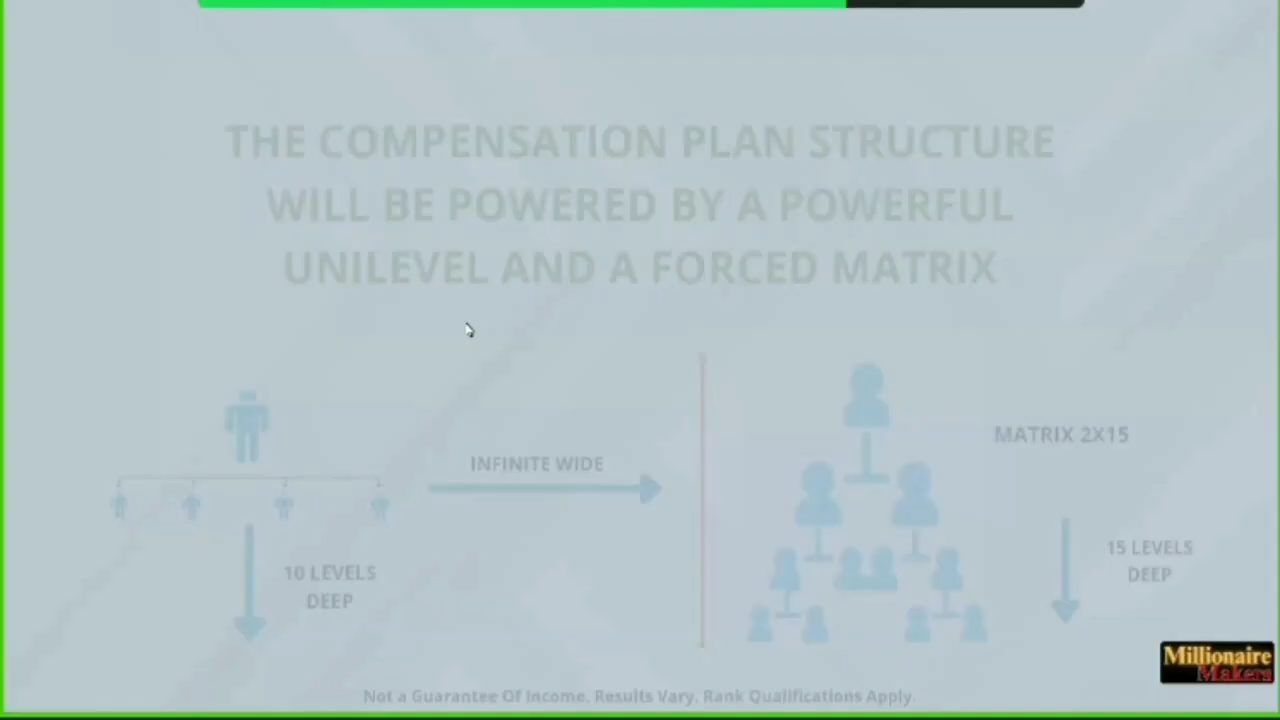 THE COMPENSATION PLAN STRUCTURE
WILL BE POWERED BY A POWERFUL
UNILEVEL AND A FORCED MATRIX
INFINITE WIDE
10 LEVELS
DEEP
MATRIX 2X15
15 LEVELS
DEEP
Millionaire
Makers
Not a Guarantee Of Income. Results Vary. Rank Qualifications Apply.